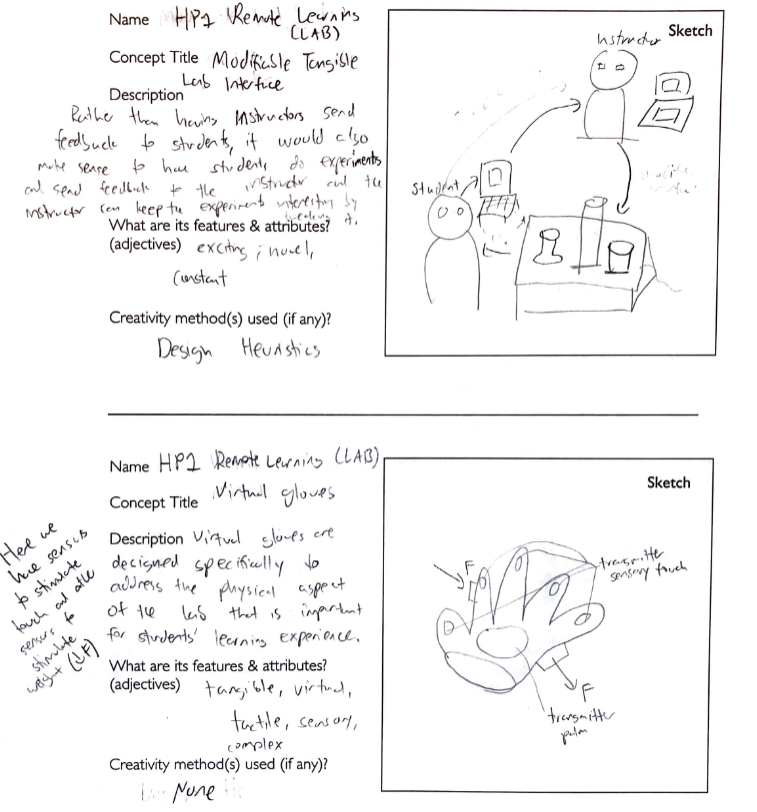 Name HP1 Remote Learning
(LAB)
Concept Title Modifiable Tangible
Lab Interface
Description
Rather than having Instructors send
feedback to students, it would also
make sense to have students do experiments
and send feedback to the instructor and the
instructor can keep the experiment interesting by
tweaking it.
What are its features & attributes?
(adjectives) exciting, novel,
constant
Creativity method(s) used (if any)?
Design Heuristics
Sketch
Instructor
Student
Name HP1 Remote Learning (LAB)
Concept Title Virtual gloves
Description Virtual gloves are
designed specifically to
address the physical aspect
of the lab that is important
for students' learning experience.
What are its features & attributes?
(adjectives) tangible, virtual,
tactile, sensory,
complex
Creativity method(s) used (if any)?
None
Here we
have sensors
to stimulate
touch and other
sensors to
stimulate
weight (↓F)
Sketch
F
transmitter
sensory touch
F
transmitter
palm